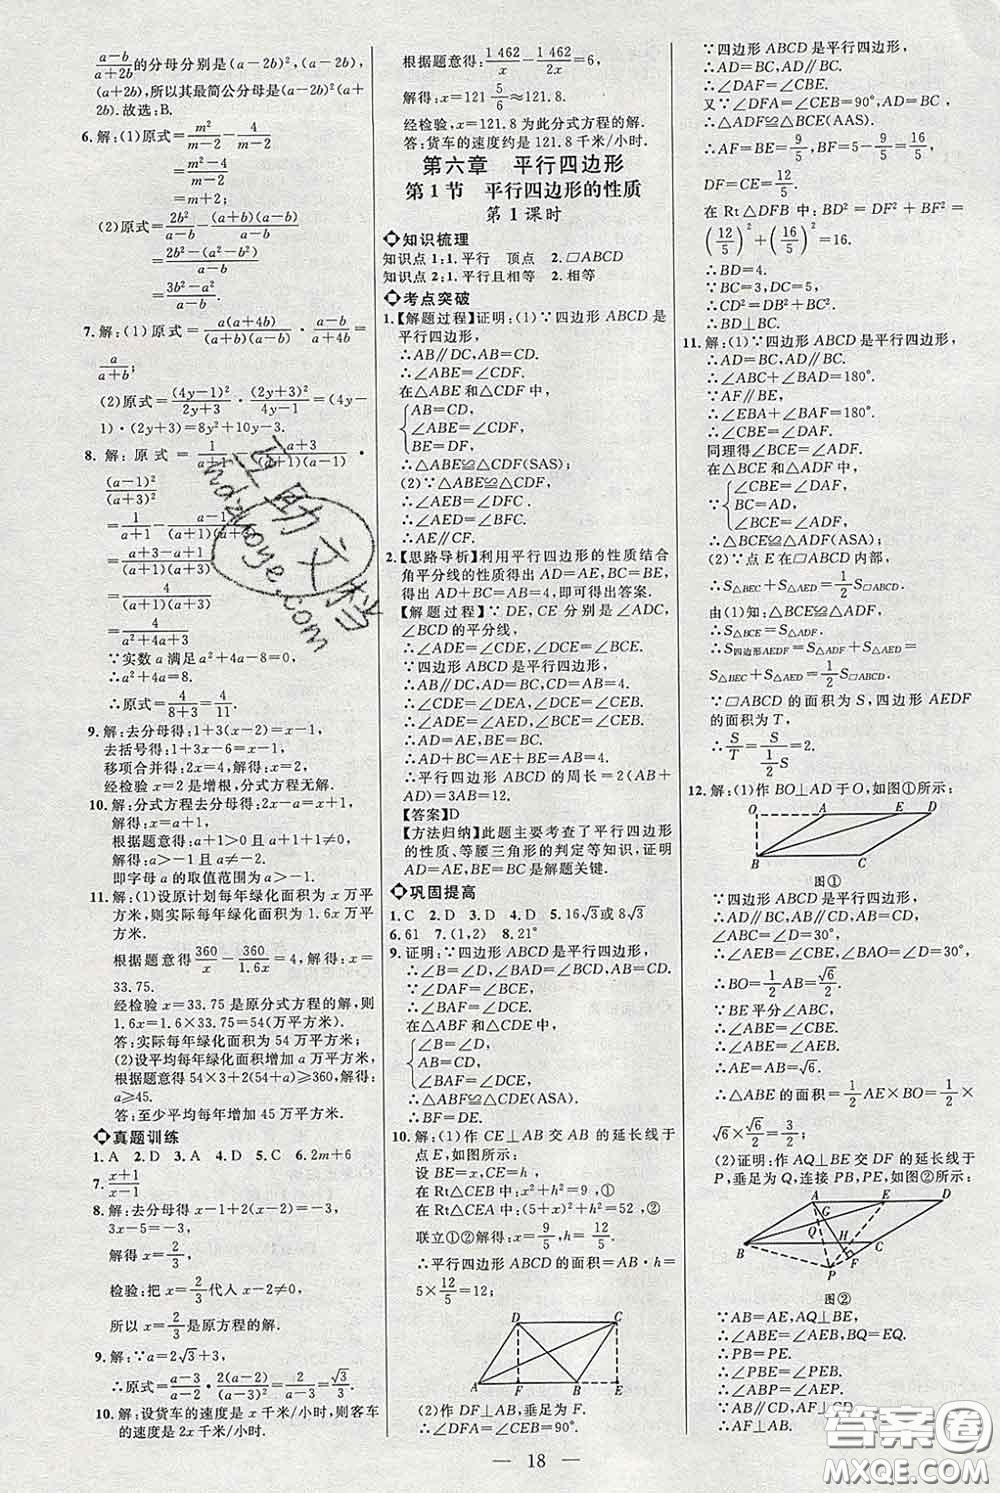 (a-b)/(a+2b)的分母分别是(a-2b)²,(a-2b),
(a+2b),所以其最简公分母是(a-2b)²(a+
2b).故选:B.
6.解:(1)原式=m²/(m-2)-4/(m-2)
=(m²-4)/(m-2)
=m+2;
(2)原式=2b²/(a-b)-(a+b)(a-b)/(a-b)
=(2b²-(a²-b²))/(a-b)
=(3b²-a²)/(a-b).
7.解:(1)原式=a(a+4b)/((a+b)(a-b))·(a-b)/(a+4b)=
a/(a+b);
(2)原式=(4y-1)²/(2y+3)·(2y+3)²/(4y-1)=(4y-
1)·(2y+3)=8y²+10y-3.
8.解:原式=1/(a+1)-(a+3)/((a+1)(a-1))·
(a-1)²/(a+1)(a+3)
=1/(a+1)-(a-1)/(a+1)²
=(a+1-a+1)/(a+1)²
∵实数a满足a²+4a-8=0,
∴a²+4a=8.
∴原式=4/(8+3)=4/11.
9.解:去分母得:1+3(x-2)=x-1,
去括号得:1+3x-6=x-1,
移项合并得:2x=4,解得:x=2,
经检验x=2是增根,分式方程无解.
10.解:分式方程去分母得:2x-a=x+1,
解得:x=a+1,
根据题意得:a+1>0且a+1+1≠0,
解得:a>-1,a≠-2.
即字母a的取值范围为a>-1.
11.解:(1)设原计划每年绿化面积为x万平
方米,则实际每年绿化面积为1.6x万平
方米,
根据题意得:360/x-360/1.6x=4,解得:x=
33.75.
经检验x=33.75是原分式方程的解,则
1.6x=1.6×33.75=54(万平方米).
答:实际每年绿化面积为54万平方米.
(2)设平均每年绿化面积增加a万平方米,
根据题意得54×3+2(54+a)≥360,解得:
a≥45.
答:至少平均每年增加45万平方米.
真题训练
1.A 2.D 3.A 4.D 5.C 6.2m+6
7.(x+1)/(x-1)
8.解:去分母得x-1+2(x-2)=-3,
3x-5=-3,
解得x=2/3,
检验:把x=2/3代入x-2≠0,
所以x=2/3是原方程的解.
9.解:∵a=2√3+3,
∴原式=(a-3)/(a-2)·2(a-2)/(a-3)²=2/(a-3)=√3/3.
10.解:设货车的速度是x千米/小时,则客车
的速度是2x千米/小时.
根据题意得:1 462/x-1 462/2x=6,
解得:x=121 5/6≈121.8.
经检验,x=121.8为此分式方程的解.
答:货车的速度约是121.8千米/小时.
第六章 平行四边形
第1节 平行四边形的性质
第1课时
知识梳理
知识点1:1.平行 顶点 2.▱ABCD
知识点2:1.平行且相等 2.相等
考点突破
1.【解题过程】证明:(1)∵四边形ABCD是
平行四边形,
∴AB∥DC,AB=CD.
∴∠ABE=∠CDF.
在△ABE和△CDF中,
AB=CD,
∠ABE=∠CDF,
BE=DF.
∴△ABE≌△CDF(SAS);
(2)∵△ABE≌△CDF,
∴∠AEB=∠DFC.
∴∠AEF=∠CFE.
∴AE∥CF.
2.【思路导析】利用平行四边形的性质结合
角平分线的性质得出AD=AE,BC=BE,
得出AD+BC=AB=4,即可得出答案.
【解题过程】∵DE,CE分别是∠ADC,
∠BCD的平分线,
∴∠ADE=∠CDE,∠DCE=∠BCE.
∵四边形ABCD是平行四边形,
∴AB∥DC,AD=BC=2,AB=DC.
∴∠CDE=∠DEA,∠DCE=∠CEB.
∴∠ADE=∠AED,∠BCE=∠CEB.
∴AD=AE,BE=BC.
∴AD+BC=AE+BE=AB=4.
∴平行四边形ABCD的周长=2(AB+
AD)=3AB=12.
【答案】D
【方法归纳】此题主要考查了平行四边形
的性质、等腰三角形的判定等知识,证明
AD=AE,BE=BC是解题关键.
巩固提高
1.C 2.D 3.D 4.D 5.16√3或8√3
6.61 7.(1,2) 8.21°
9.证明:∵四边形ABCD是平行四边形,
∴∠B=∠D,∠BAD=∠BCD,AB=CD.
∵∠DAF=∠BCE,
∴∠BAF=∠DCE.
在△ABF和△CDE中,
∠B=∠D
AB=CD,
∠BAF=∠DCE,
∴△ABF≌△CDE(ASA).
∴BF=DE.
10.解:(1)作CE⊥AB交AB的延长线于
点E,如图所示:
设BE=x,CE=h
在Rt△CEB中:x²+h²=9,①
在Rt△CEA中:(5+x)²+h²=52,②
联立①②解得:x=9/5,h=12/5
∴平行四边形ABCD的面积=AB·h=
5×12/5=12;
D C
A F B E
(2)作DF⊥AB,垂足为F
∴∠DFA=∠CEB=90°.
∵四边形ABCD是平行四边形,
∴AD=BC,AD∥BC.
∴∠DAF=∠CBE.
又∵∠DFA=∠CEB=90°,AD=BC
∴△ADF≌△BCE(AAS).
∴AF=BE=9/5,BF=5-9/5=16/5,
DF=CE=12/5.
在Rt△DFB中:BD²=DF²+BF²=
(12/5)²+(16/5)²=16.
∴BD=4.
∵BC=3,DC=5,
∴CD²=DB²+BC².
∴BD⊥BC.
11.解:(1)∵四边形ABCD是平行四边形,
∴AD=BC,AD∥BC.
∴∠ABC+∠BAD=180°.
∵AF∥BE,
∴∠EBA+∠BAF=180°.
∴∠CBE=∠DAF.
同理得∠BCE=∠ADF.
在△BCE和△ADF中,
∠CBE=∠DAF,
∵BC=AD,
∠BCE=∠ADF,
∴△BCE≌△ADF(ASA);
(2)∵点E在▱ABCD内部,
∴S△BEC+S△AED=1/2S▱ABCD,
由(1)知:△BCE≌△ADF,
∴S△BCE=S△ADF.
∴S四边形AEDF=S△ADF+S△AED=
S△BEC+S△AED=1/2S▱ABCD.
∵▱ABCD的面积为S,四边形AEDF
的面积为T,
∴S/T=S/(1/2S)=2.
12.解:(1)作BO⊥AD于O,如图①所示:
O A E D
B C
图①
∵四边形ABCD是平行四边形,
∴AD∥BC,AB∥CD,AB=CD=√6.
∴∠AEB=∠CBE,∠BAO=∠D=30°.
∴BO=1/2AB=√6/2.
∵BE平分∠ABC,
∴∠ABE=∠CBE.
∴∠ABE=∠AEB.
∴AE=AB=√6.
∴△ABE的面积=1/2AE×BO=1/2×
√6×√6/2=3/2;
(2)证明:作AQ⊥BE交DF的延长线于
P,垂足为Q,连接PB,PE,如图②所示:
A E D
G
Q H
B C
P F
图②
∵AB=AE,AQ⊥BE,
∴∠ABE=∠AEB,BQ=EQ.
∴PB=PE.
∴∠PBE=∠PEB.
∴∠ABP=∠AEP.
∵AB∥CD,AF⊥CD,
∴AF⊥AB.
18
互助文档
hdzuoye.com
答案圈
MXQE.COM